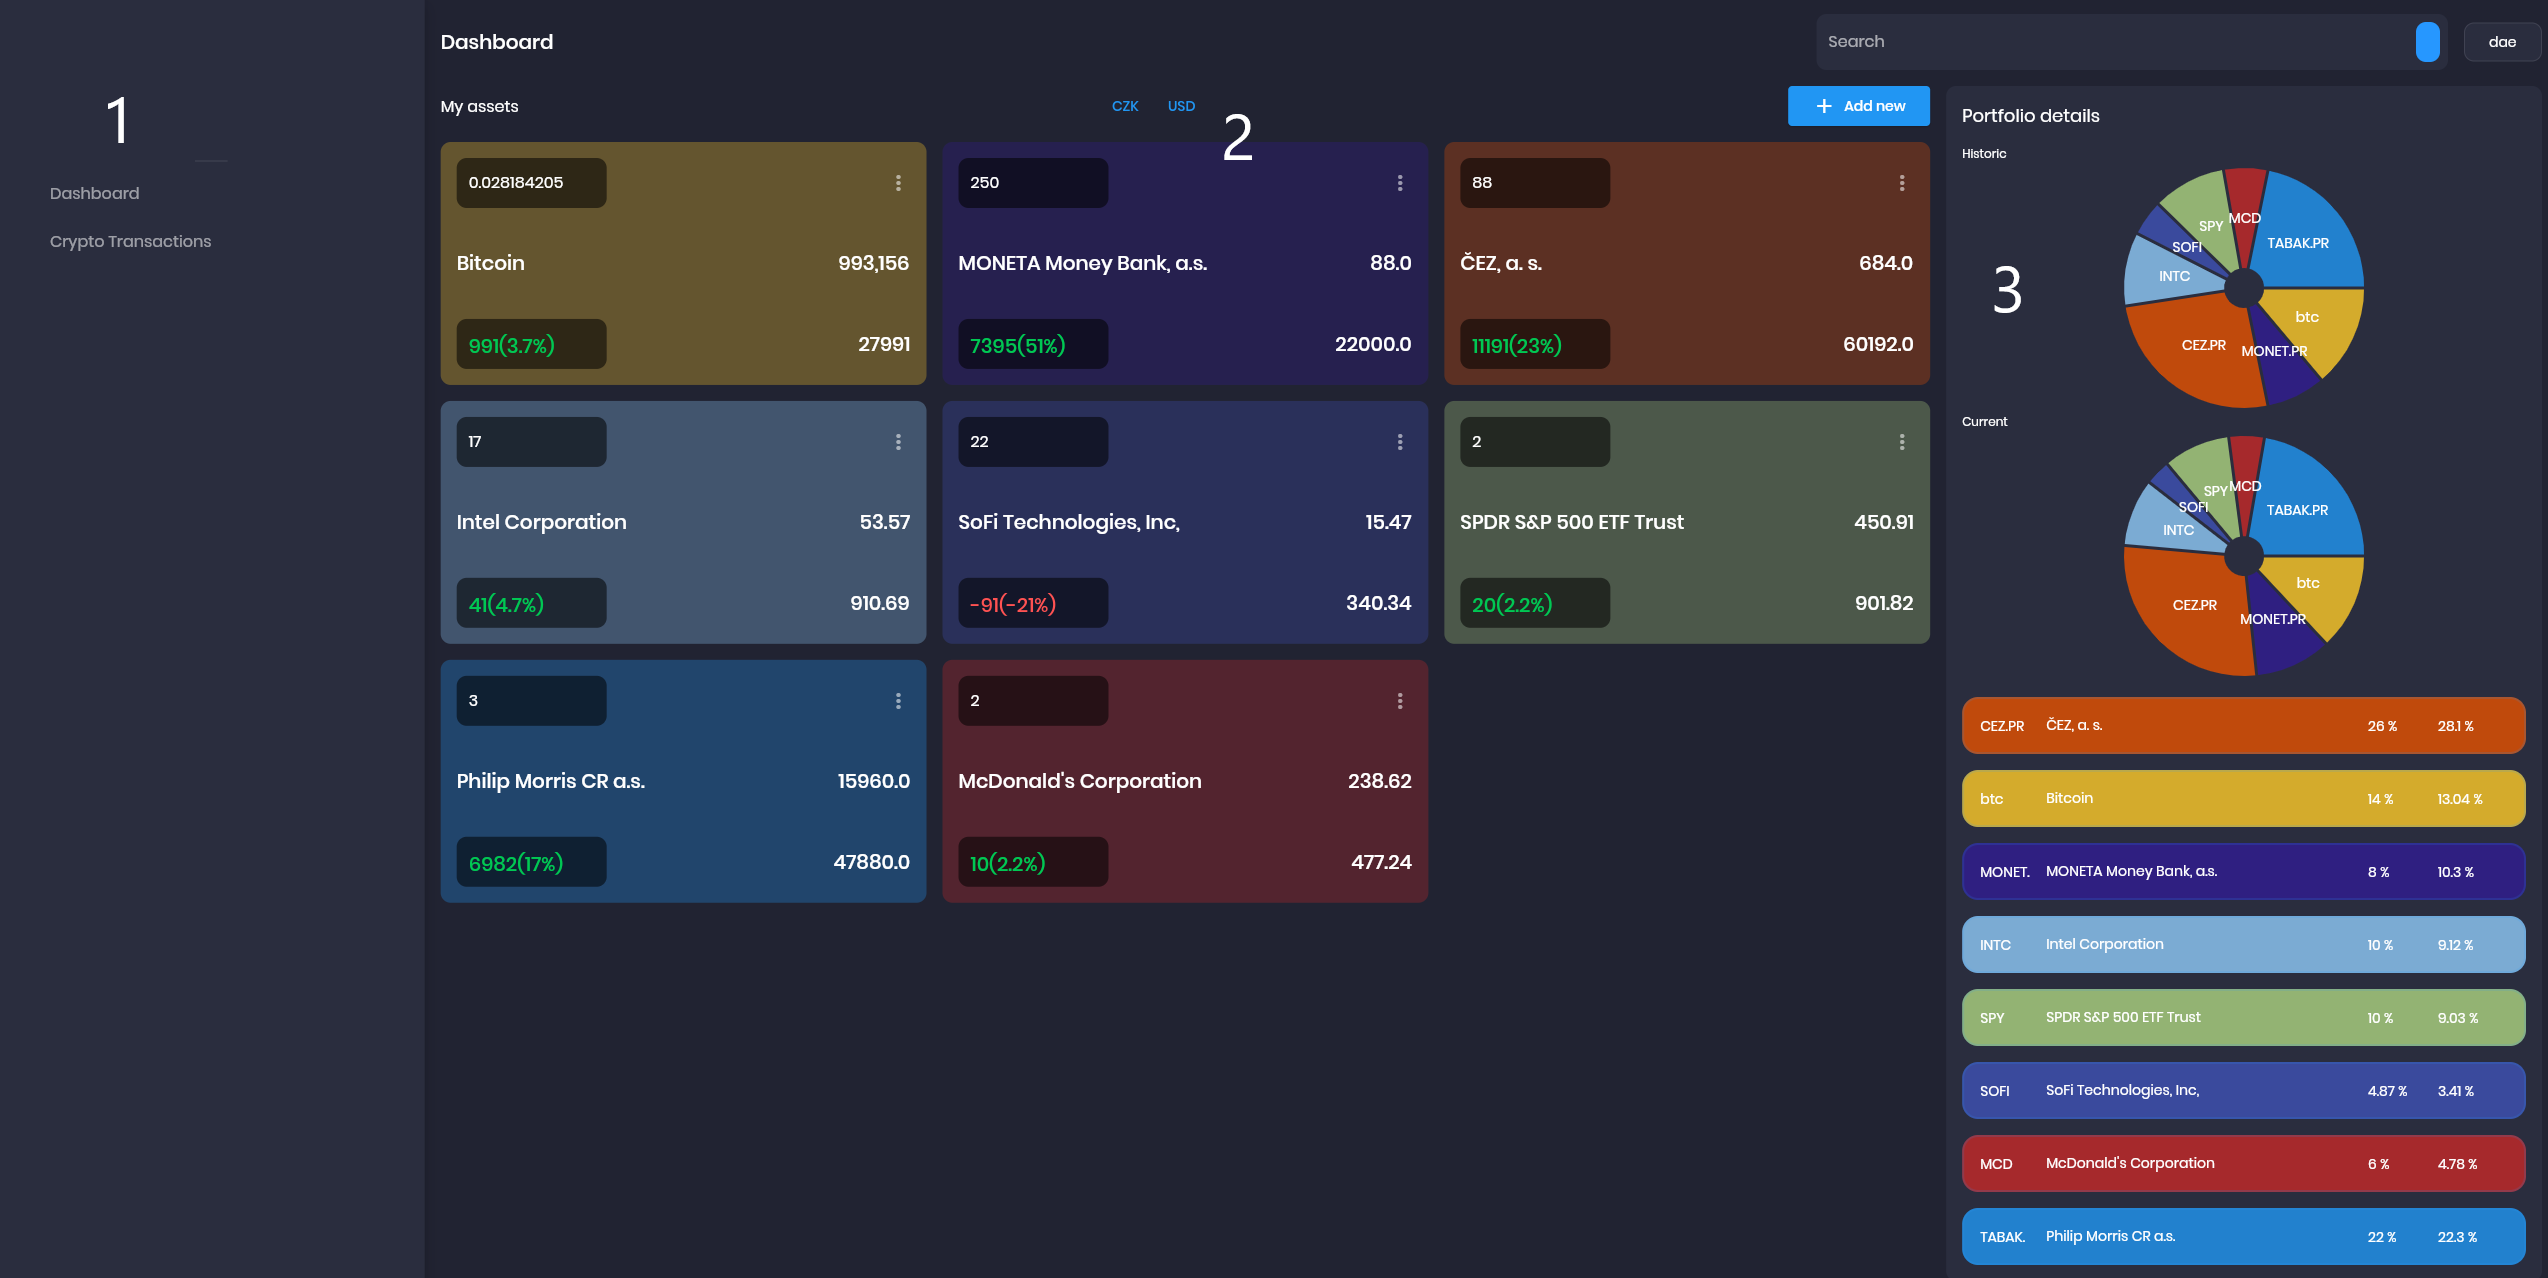 1
Dashboard
Crypto Transactions
Dashboard
Search
dae
My assets
CZK USD
2
Add new
0.028184205
Bitcoin 993,156
991(3.7%) 27991
250
MONETA Money Bank, a.s. 88.0
7395(51%) 22000.0
88
ČEZ, a. s. 684.0
11191(23%) 60192.0
17
Intel Corporation 53.57
41(4.7%) 910.69
22
SoFi Technologies, Inc, 15.47
-91(-21%) 340.34
2
SPDR S&P 500 ETF Trust 450.91
20(2.2%) 901.82
3
Philip Morris CR a.s. 15960.0
6982(17%) 47880.0
2
McDonald's Corporation 238.62
10(2.2%) 477.24
Portfolio details
Historic
3
MCD
SPY
TABAK.PR
SOFI
INTC
btc
CEZ.PR
MONET.PR
Current
MCD
SPY
SOFI
TABAK.PR
INTC
btc
CEZ.PR
MONET.PR
CEZ.PR ČEZ, a. s. 26 % 28.1 %
btc Bitcoin 14 % 13.04 %
MONET. MONETA Money Bank, a.s. 8 % 10.3 %
INTC Intel Corporation 10 % 9.12 %
SPY SPDR S&P 500 ETF Trust 10 % 9.03 %
SOFI SoFi Technologies, Inc, 4.87 % 3.41 %
MCD McDonald's Corporation 6 % 4.78 %
TABAK. Philip Morris CR a.s. 22 % 22.3 %